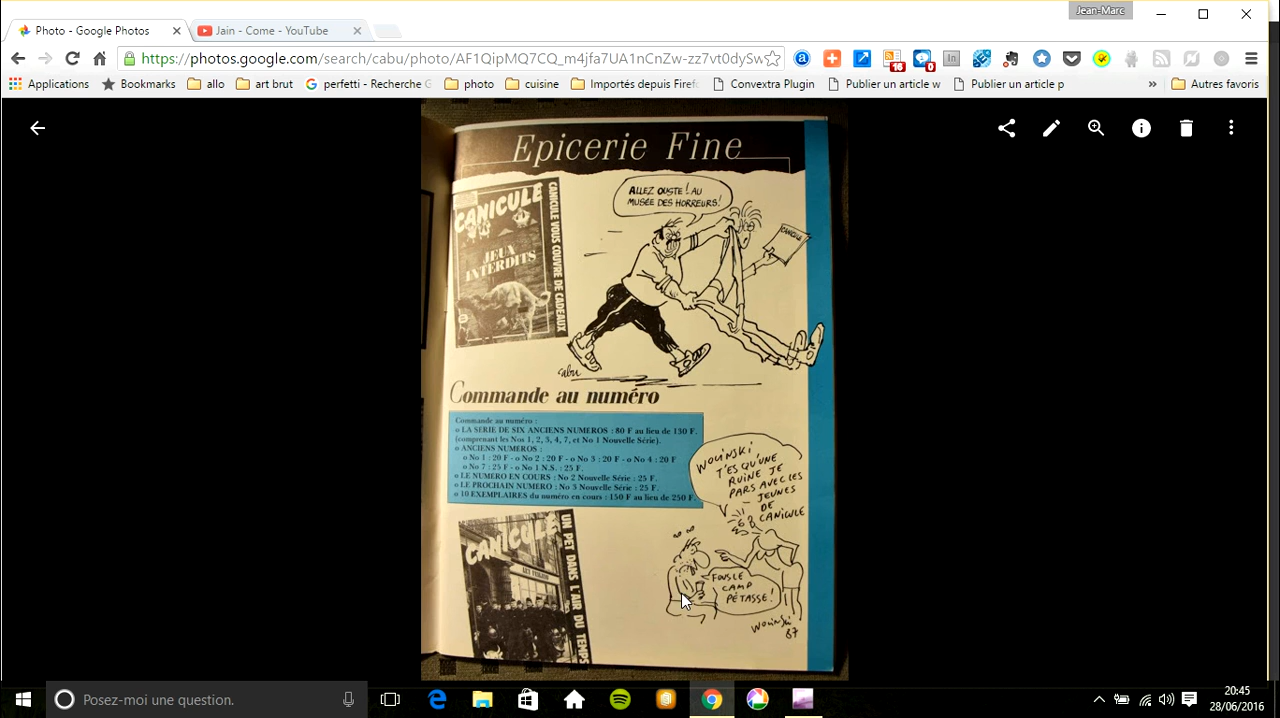 Jean-Marc
Photo - Google Photos
Jain - Come - YouTube
https://photos.google.com/search/cabu/photo/AF1QipMQ7CQ_m4jfa7UA1nCnZw-zz7vt0dySw
16
0
In
Applications
Bookmarks
allo
art brut
perfetti - Recherche G
photo
cuisine
Importés depuis Firef
Convextra Plugin
Publier un article w
Publier un article p
»
Autres favoris
Epicerie Fine
CANICULE
JEUX
INTERDITS
CANICULE VOUS COUVRE DE CADEAUX
ALLEZ OUSTE! AU
MUSÉE DES HORREURS!
CANICULE
Cabu
Commande au numéro
Commande au numéro :
o LA SERIE DE SIX ANCIENS NUMEROS : 80 F au lieu de 130 F.
(comprenant les Nos 1, 2, 3, 4, 7, et No 1 Nouvelle Série).
o ANCIENS NUMEROS :
o No 1 : 20 F - o No 2 : 20 F - o No 3 : 20 F - o No 4 : 20 F
o No 7 : 25 F - o No 1 N.S. : 25 F.
o LE NUMERO EN COURS : No 2 Nouvelle Série : 25 F.
o LE PROCHAIN NUMERO : No 3 Nouvelle Série : 25 F.
o 10 EXEMPLAIRES du numéro en cours : 150 F au lieu de 250 F.
WOLINSKI
T'ES QU'UNE
RUINE JE
PARS AVEC LES
JEUNES
DE
CANICULE
CANICULE
UN PET DANS L'AIR DU TEMPS
FOUS LE
CAMP
PÉTASSE!
WOLINSKI
87
Posez-moi une question.
20:45
28/06/2016